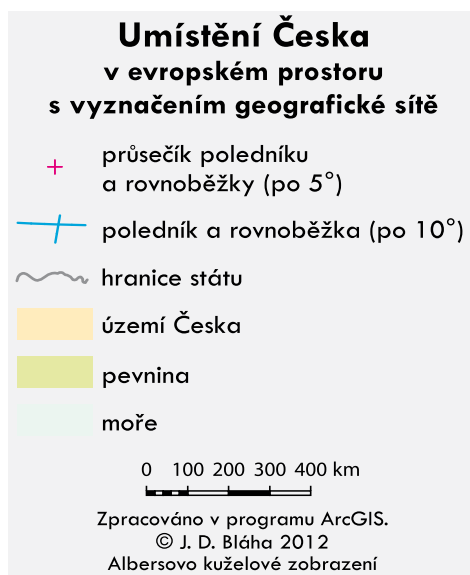 Umístění Česka
v evropském prostoru
s vyznačením geografické sítě
průsečík poledníku
a rovnoběžky (po 5°)
poledník a rovnoběžka (po 10°)
hranice státu
území Česka
pevnina
moře
0 100 200 300 400 km
Zpracováno v programu ArcGIS.
© J. D. Bláha 2012
Albersovo kuželové zobrazení